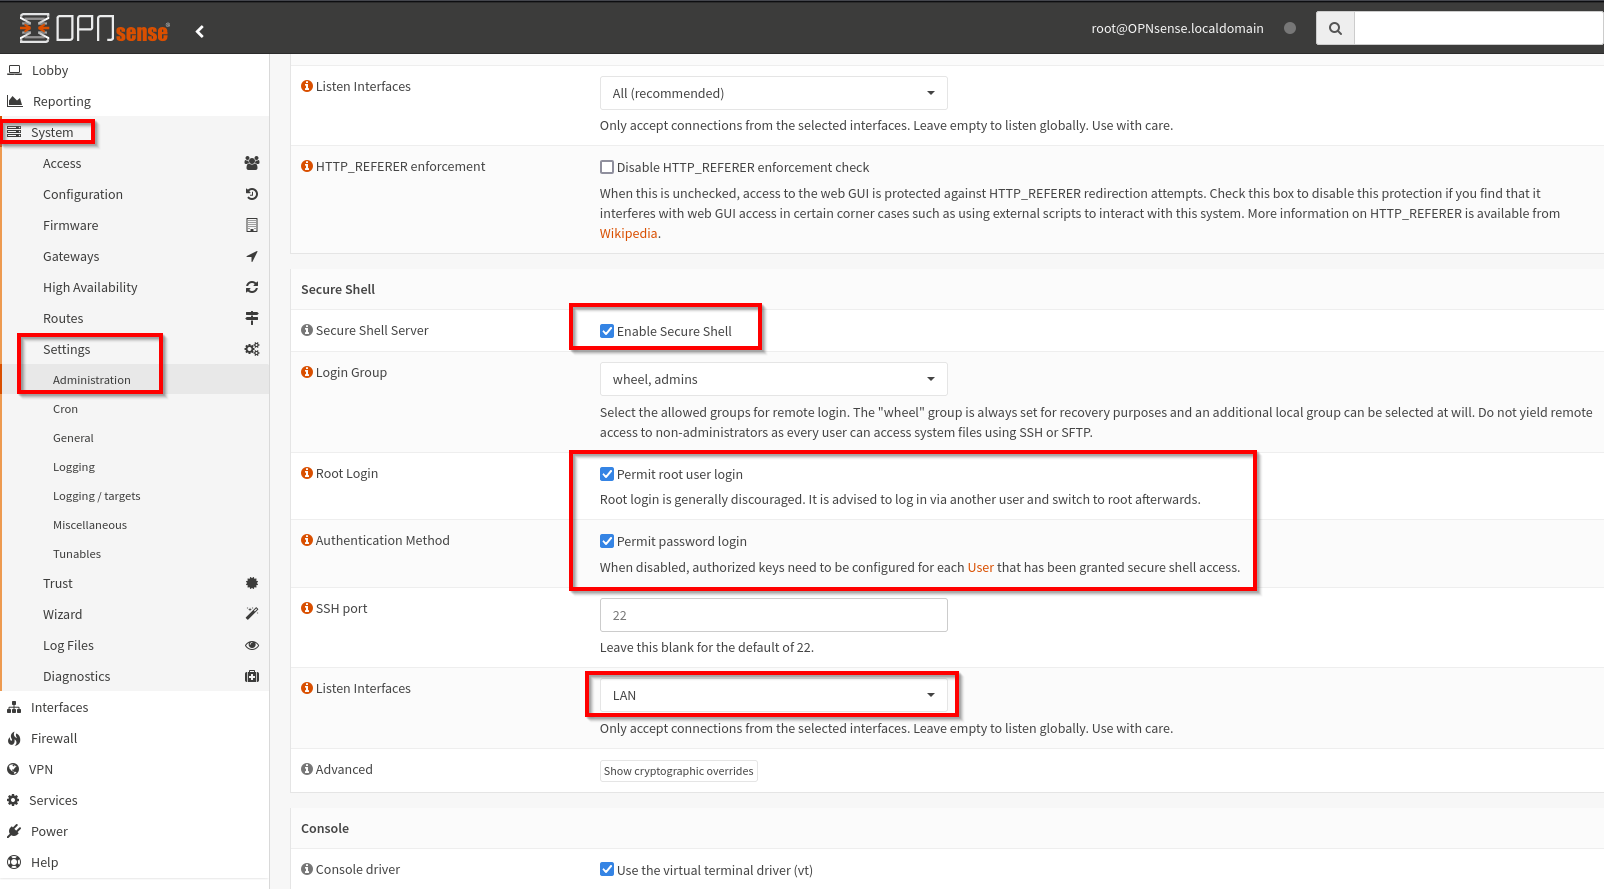 OPNsense
root@OPNsense.localdomain
Lobby
Reporting
System
Access
Configuration
Firmware
Gateways
High Availability
Routes
Settings
Administration
Cron
General
Logging
Logging / targets
Miscellaneous
Tunables
Trust
Wizard
Log Files
Diagnostics
Interfaces
Firewall
VPN
Services
Power
Help
Listen Interfaces
All (recommended)
Only accept connections from the selected interfaces. Leave empty to listen globally. Use with care.
HTTP_REFERER enforcement
Disable HTTP_REFERER enforcement check
When this is unchecked, access to the web GUI is protected against HTTP_REFERER redirection attempts. Check this box to disable this protection if you find that it
interferes with web GUI access in certain corner cases such as using external scripts to interact with this system. More information on HTTP_REFERER is available from
Wikipedia.
Secure Shell
Secure Shell Server
Enable Secure Shell
Login Group
wheel, admins
Select the allowed groups for remote login. The "wheel" group is always set for recovery purposes and an additional local group can be selected at will. Do not yield remote
access to non-administrators as every user can access system files using SSH or SFTP.
Root Login
Permit root user login
Root login is generally discouraged. It is advised to log in via another user and switch to root afterwards.
Authentication Method
Permit password login
When disabled, authorized keys need to be configured for each User that has been granted secure shell access.
SSH port
22
Leave this blank for the default of 22.
Listen Interfaces
LAN
Only accept connections from the selected interfaces. Leave empty to listen globally. Use with care.
Advanced
Show cryptographic overrides
Console
Console driver
Use the virtual terminal driver (vt)